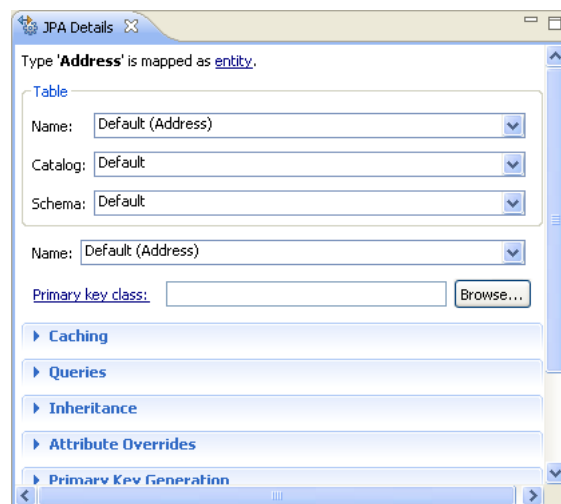 JPA Details
Type 'Address' is mapped as entity.
Table
Name: Default (Address)
Catalog: Default
Schema: Default
Name: Default (Address)
Primary key class: Browse...
Caching
Queries
Inheritance
Attribute Overrides
Primary Key Generation